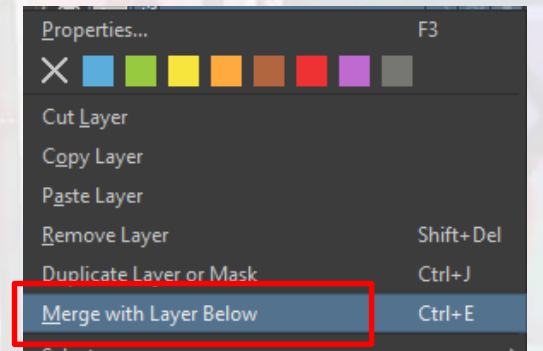 Properties... F3
Cut Layer
Copy Layer
Paste Layer
Remove Layer Shift+Del
Duplicate Layer or Mask Ctrl+J
Merge with Layer Below Ctrl+E